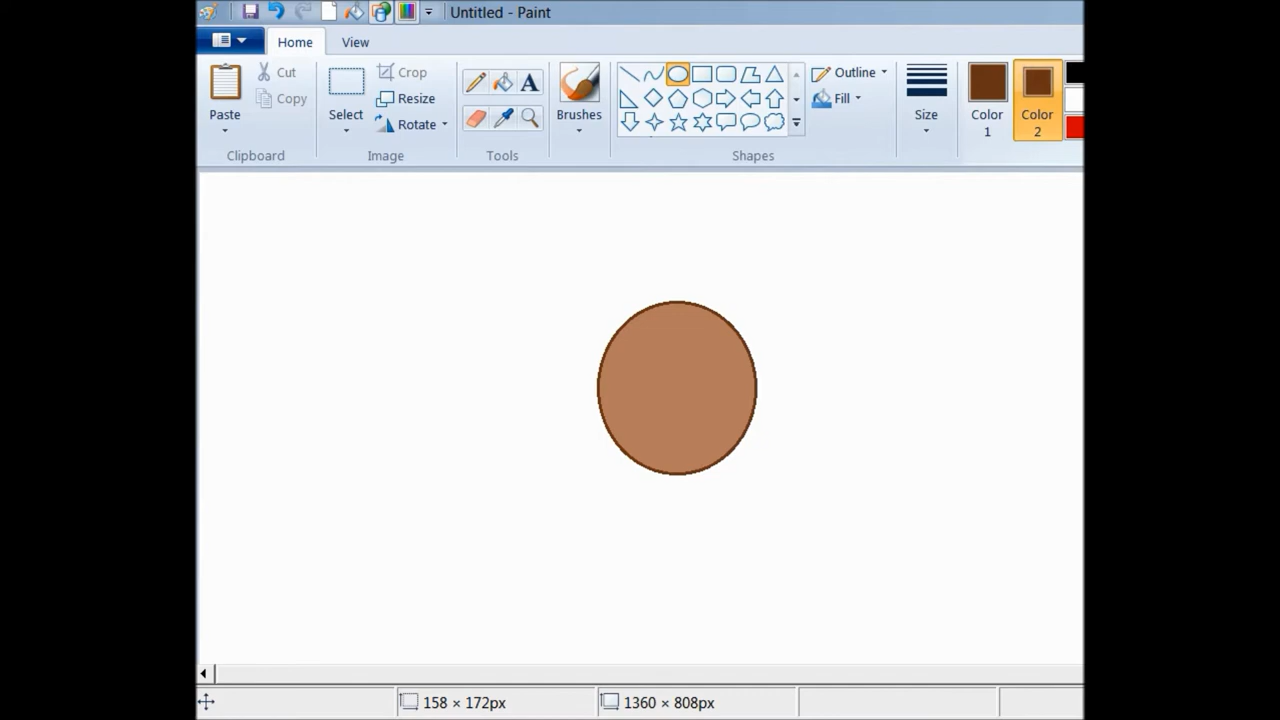 Untitled - Paint
Home View
Paste
Cut
Copy
Clipboard
Select
Crop
Resize
Rotate
Image
A
Tools
Brushes
Shapes
Outline
Fill
Size
Color
1
Color
2
158 × 172px
1360 × 808px